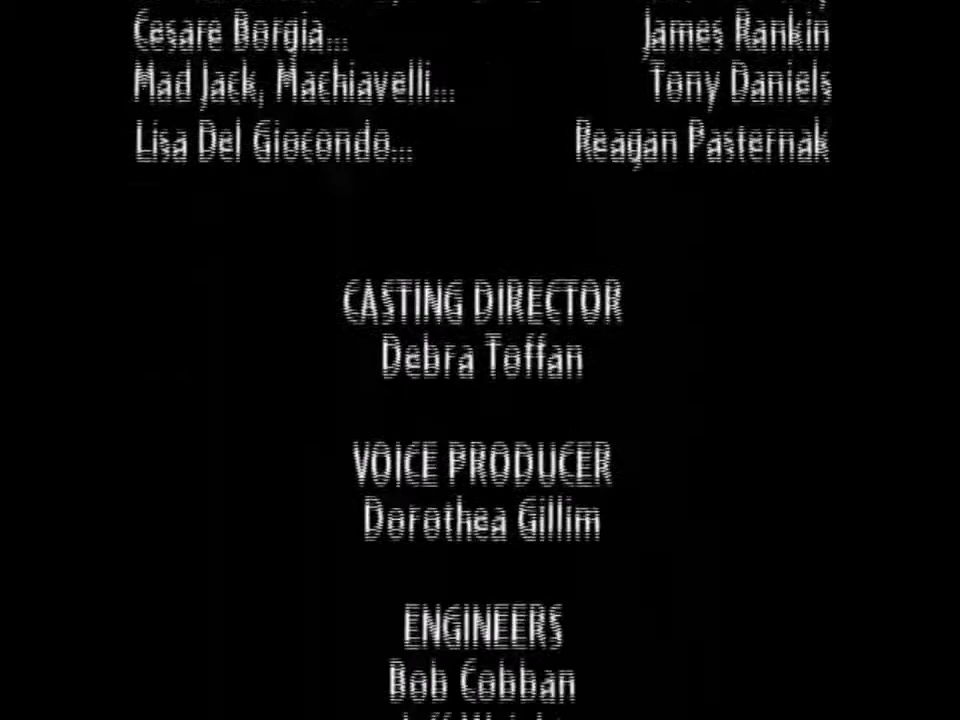 Cesare Borgia... James Rankin
Mad Jack, Machiavelli... Tony Daniels
Lisa Del Giocondo... Reagan Pasternak
CASTING DIRECTOR
Debra Toffan
VOICE PRODUCER
Dorothea Gillim
ENGINEERS
Bob Cobban